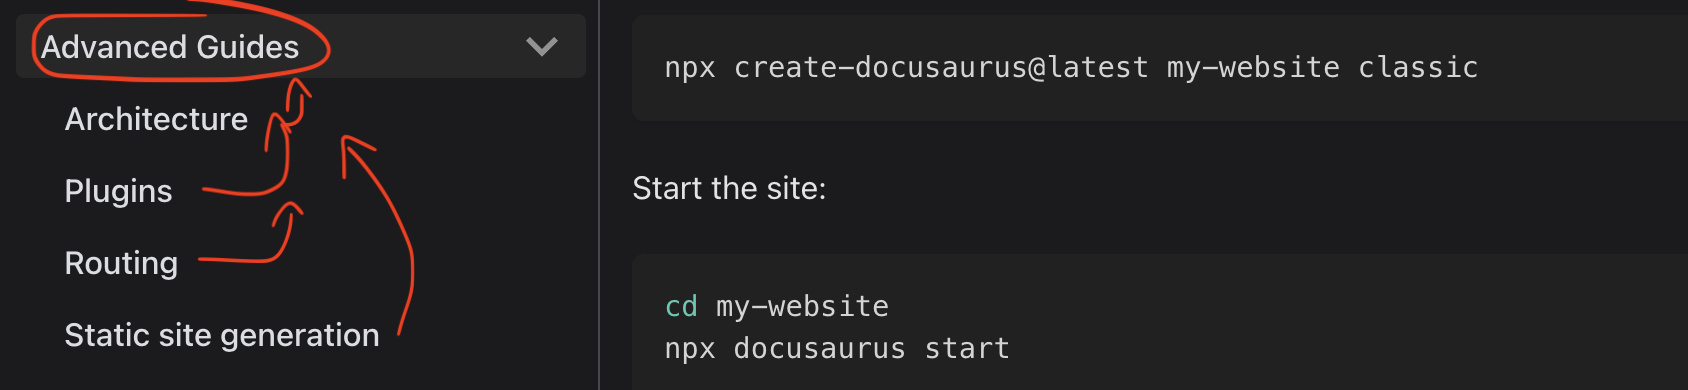 Advanced Guides
Architecture
Plugins
Routing
Static site generation
npx create-docusaurus@latest my-website classic
Start the site:
cd my-website
npx docusaurus start